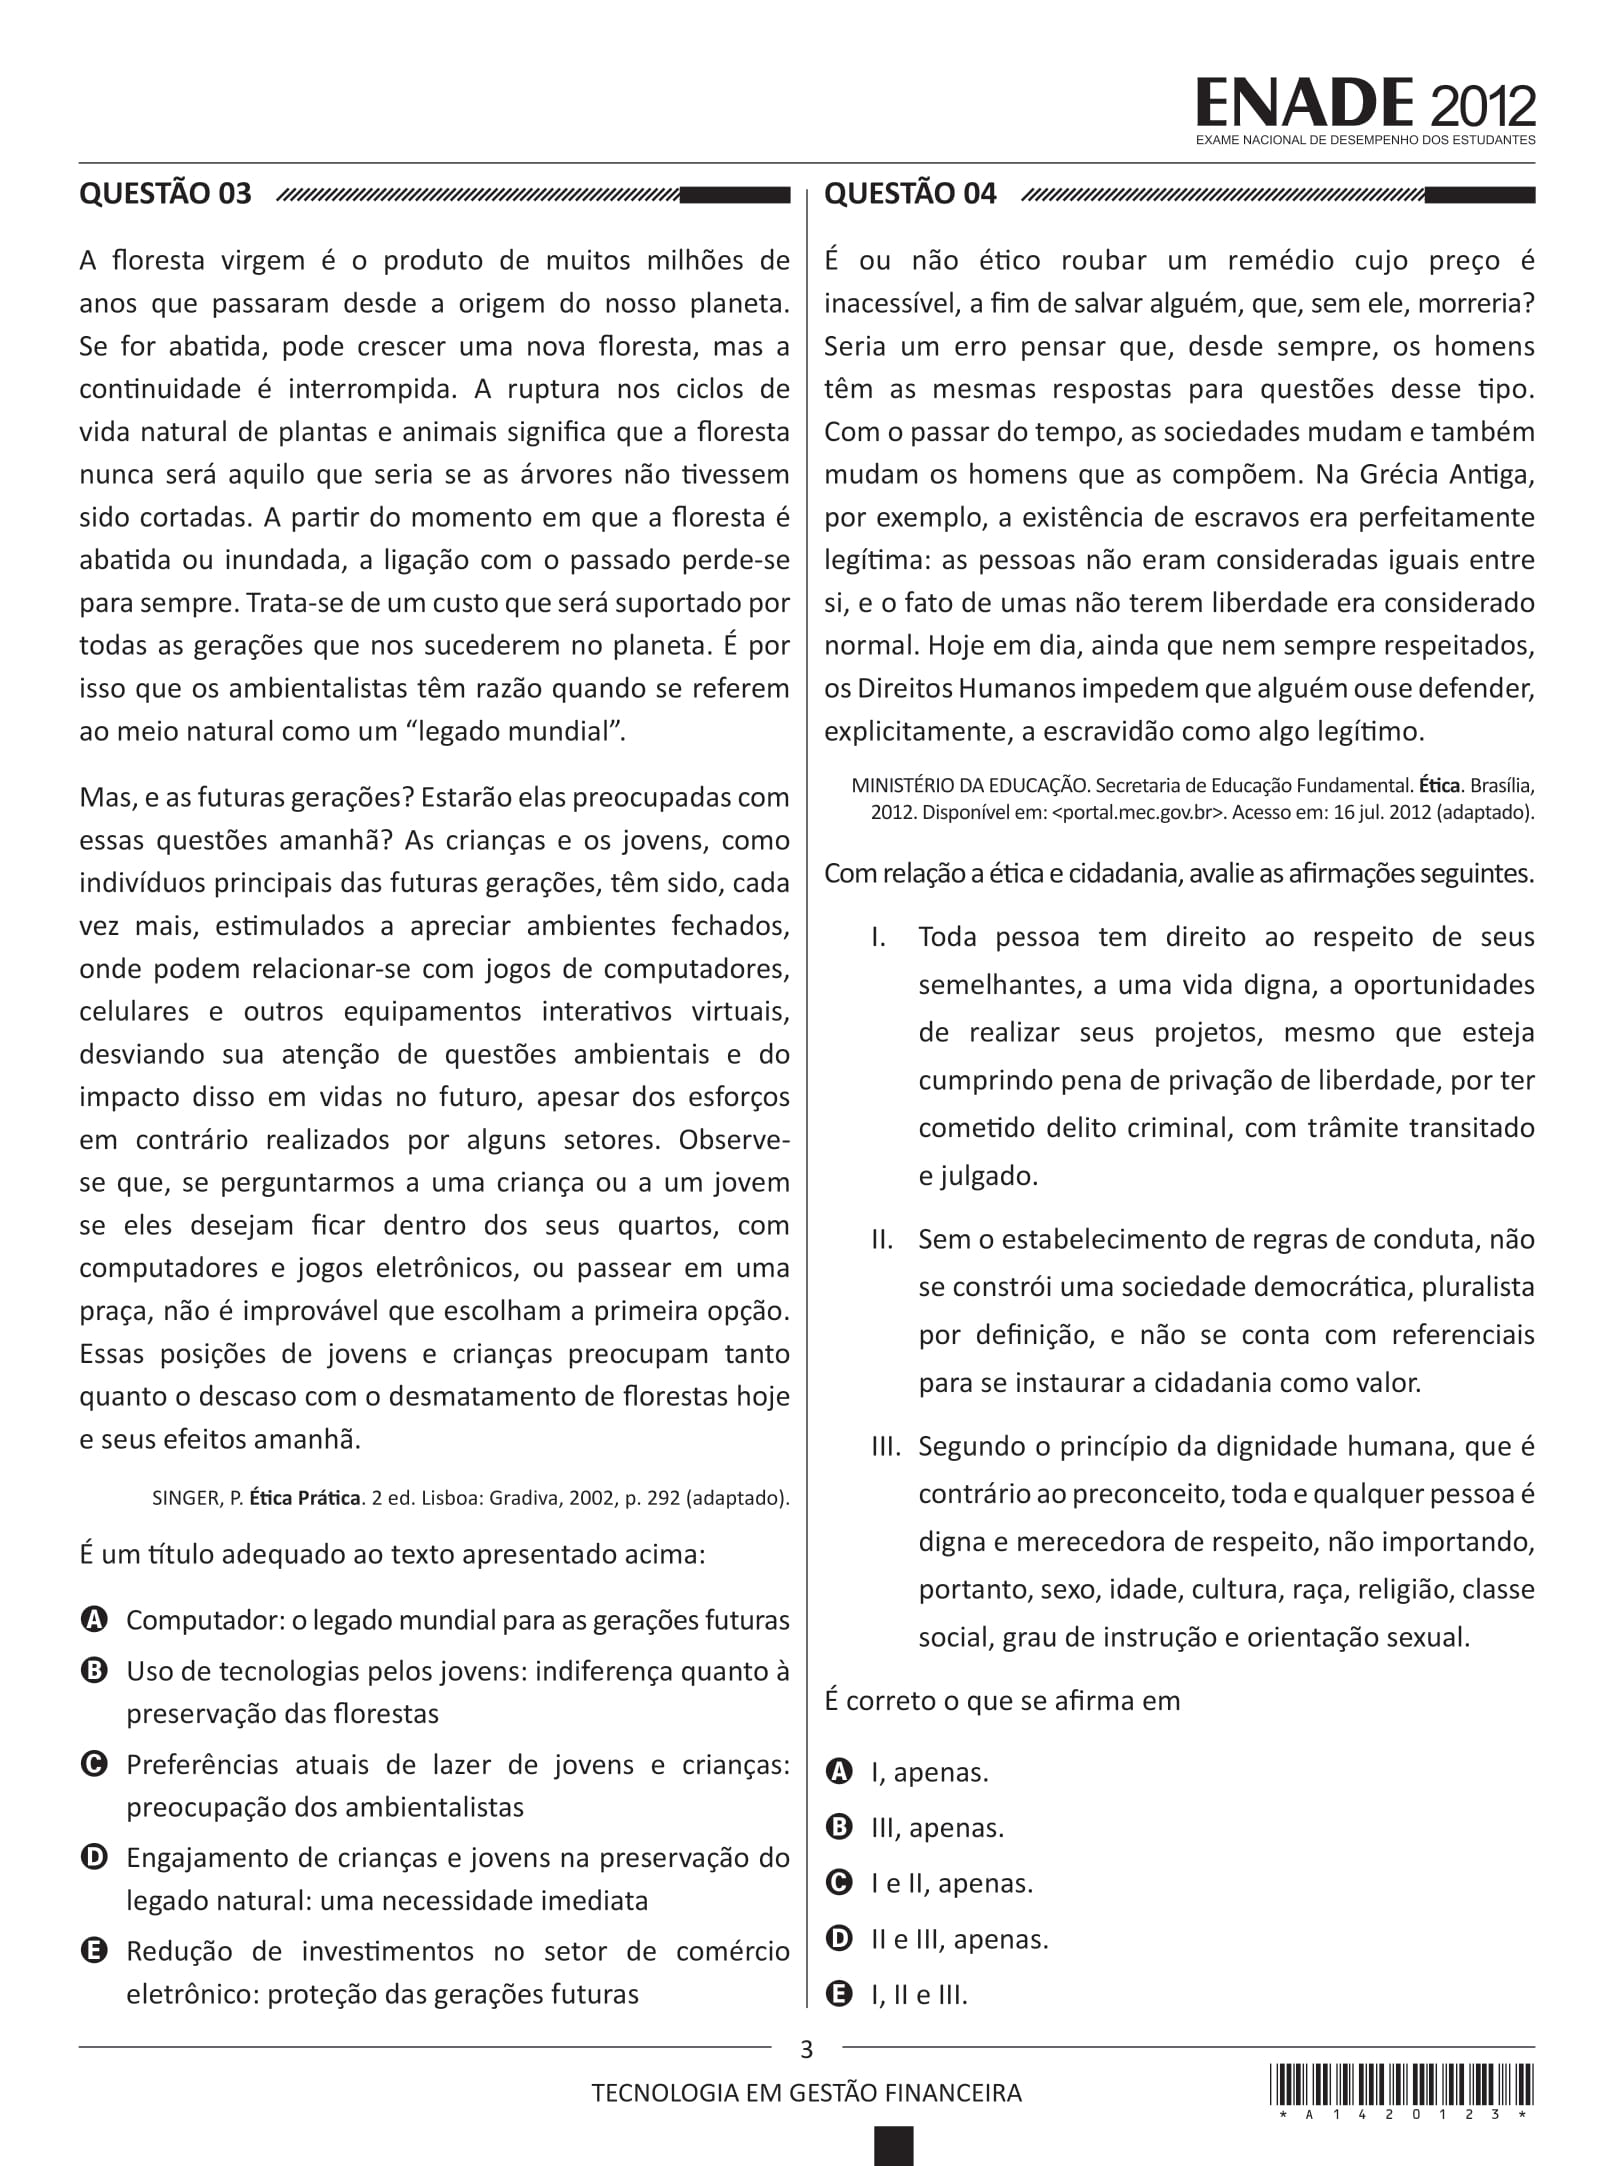 ENADE 2012
EXAME NACIONAL DE DESEMPENHO DOS ESTUDANTES
QUESTÃO 03
A floresta virgem é o produto de muitos milhões de
anos que passaram desde a origem do nosso planeta.
Se for abatida, pode crescer uma nova floresta, mas a
continuidade é interrompida. A ruptura nos ciclos de
vida natural de plantas e animais significa que a floresta
nunca será aquilo que seria se as árvores não tivessem
sido cortadas. A partir do momento em que a floresta é
abatida ou inundada, a ligação com o passado perde-se
para sempre. Trata-se de um custo que será suportado por
todas as gerações que nos sucederem no planeta. É por
isso que os ambientalistas têm razão quando se referem
ao meio natural como um “legado mundial”.
Mas, e as futuras gerações? Estarão elas preocupadas com
essas questões amanhã? As crianças e os jovens, como
indivíduos principais das futuras gerações, têm sido, cada
vez mais, estimulados a apreciar ambientes fechados,
onde podem relacionar-se com jogos de computadores,
celulares e outros equipamentos interativos virtuais,
desviando sua atenção de questões ambientais e do
impacto disso em vidas no futuro, apesar dos esforços
em contrário realizados por alguns setores. Observe-
se que, se perguntarmos a uma criança ou a um jovem
se eles desejam ficar dentro dos seus quartos, com
computadores e jogos eletrônicos, ou passear em uma
praça, não é improvável que escolham a primeira opção.
Essas posições de jovens e crianças preocupam tanto
quanto o descaso com o desmatamento de florestas hoje
e seus efeitos amanhã.
SINGER, P. Ética Prática. 2 ed. Lisboa: Gradiva, 2002, p. 292 (adaptado).
É um título adequado ao texto apresentado acima:
A Computador: o legado mundial para as gerações futuras
B Uso de tecnologias pelos jovens: indiferença quanto à
preservação das florestas
C Preferências atuais de lazer de jovens e crianças:
preocupação dos ambientalistas
D Engajamento de crianças e jovens na preservação do
legado natural: uma necessidade imediata
E Redução de investimentos no setor de comércio
eletrônico: proteção das gerações futuras
QUESTÃO 04
É ou não ético roubar um remédio cujo preço é
inacessível, a fim de salvar alguém, que, sem ele, morreria?
Seria um erro pensar que, desde sempre, os homens
têm as mesmas respostas para questões desse tipo.
Com o passar do tempo, as sociedades mudam e também
mudam os homens que as compõem. Na Grécia Antiga,
por exemplo, a existência de escravos era perfeitamente
legítima: as pessoas não eram consideradas iguais entre
si, e o fato de umas não terem liberdade era considerado
normal. Hoje em dia, ainda que nem sempre respeitados,
os Direitos Humanos impedem que alguém ouse defender,
explicitamente, a escravidão como algo legítimo.
MINISTÉRIO DA EDUCAÇÃO. Secretaria de Educação Fundamental. Ética. Brasília,
2012. Disponível em: <portal.mec.gov.br>. Acesso em: 16 jul. 2012 (adaptado).
Com relação a ética e cidadania, avalie as afirmações seguintes.
I. Toda pessoa tem direito ao respeito de seus
semelhantes, a uma vida digna, a oportunidades
de realizar seus projetos, mesmo que esteja
cumprindo pena de privação de liberdade, por ter
cometido delito criminal, com trâmite transitado
e julgado.
II. Sem o estabelecimento de regras de conduta, não
se constrói uma sociedade democrática, pluralista
por definição, e não se conta com referenciais
para se instaurar a cidadania como valor.
III. Segundo o princípio da dignidade humana, que é
contrário ao preconceito, toda e qualquer pessoa é
digna e merecedora de respeito, não importando,
portanto, sexo, idade, cultura, raça, religião, classe
social, grau de instrução e orientação sexual.
É correto o que se afirma em
A I, apenas.
B III, apenas.
C I e II, apenas.
D II e III, apenas.
E I, II e III.
3
TECNOLOGIA EM GESTÃO FINANCEIRA
* A 1 4 2 0 1 2 3 *